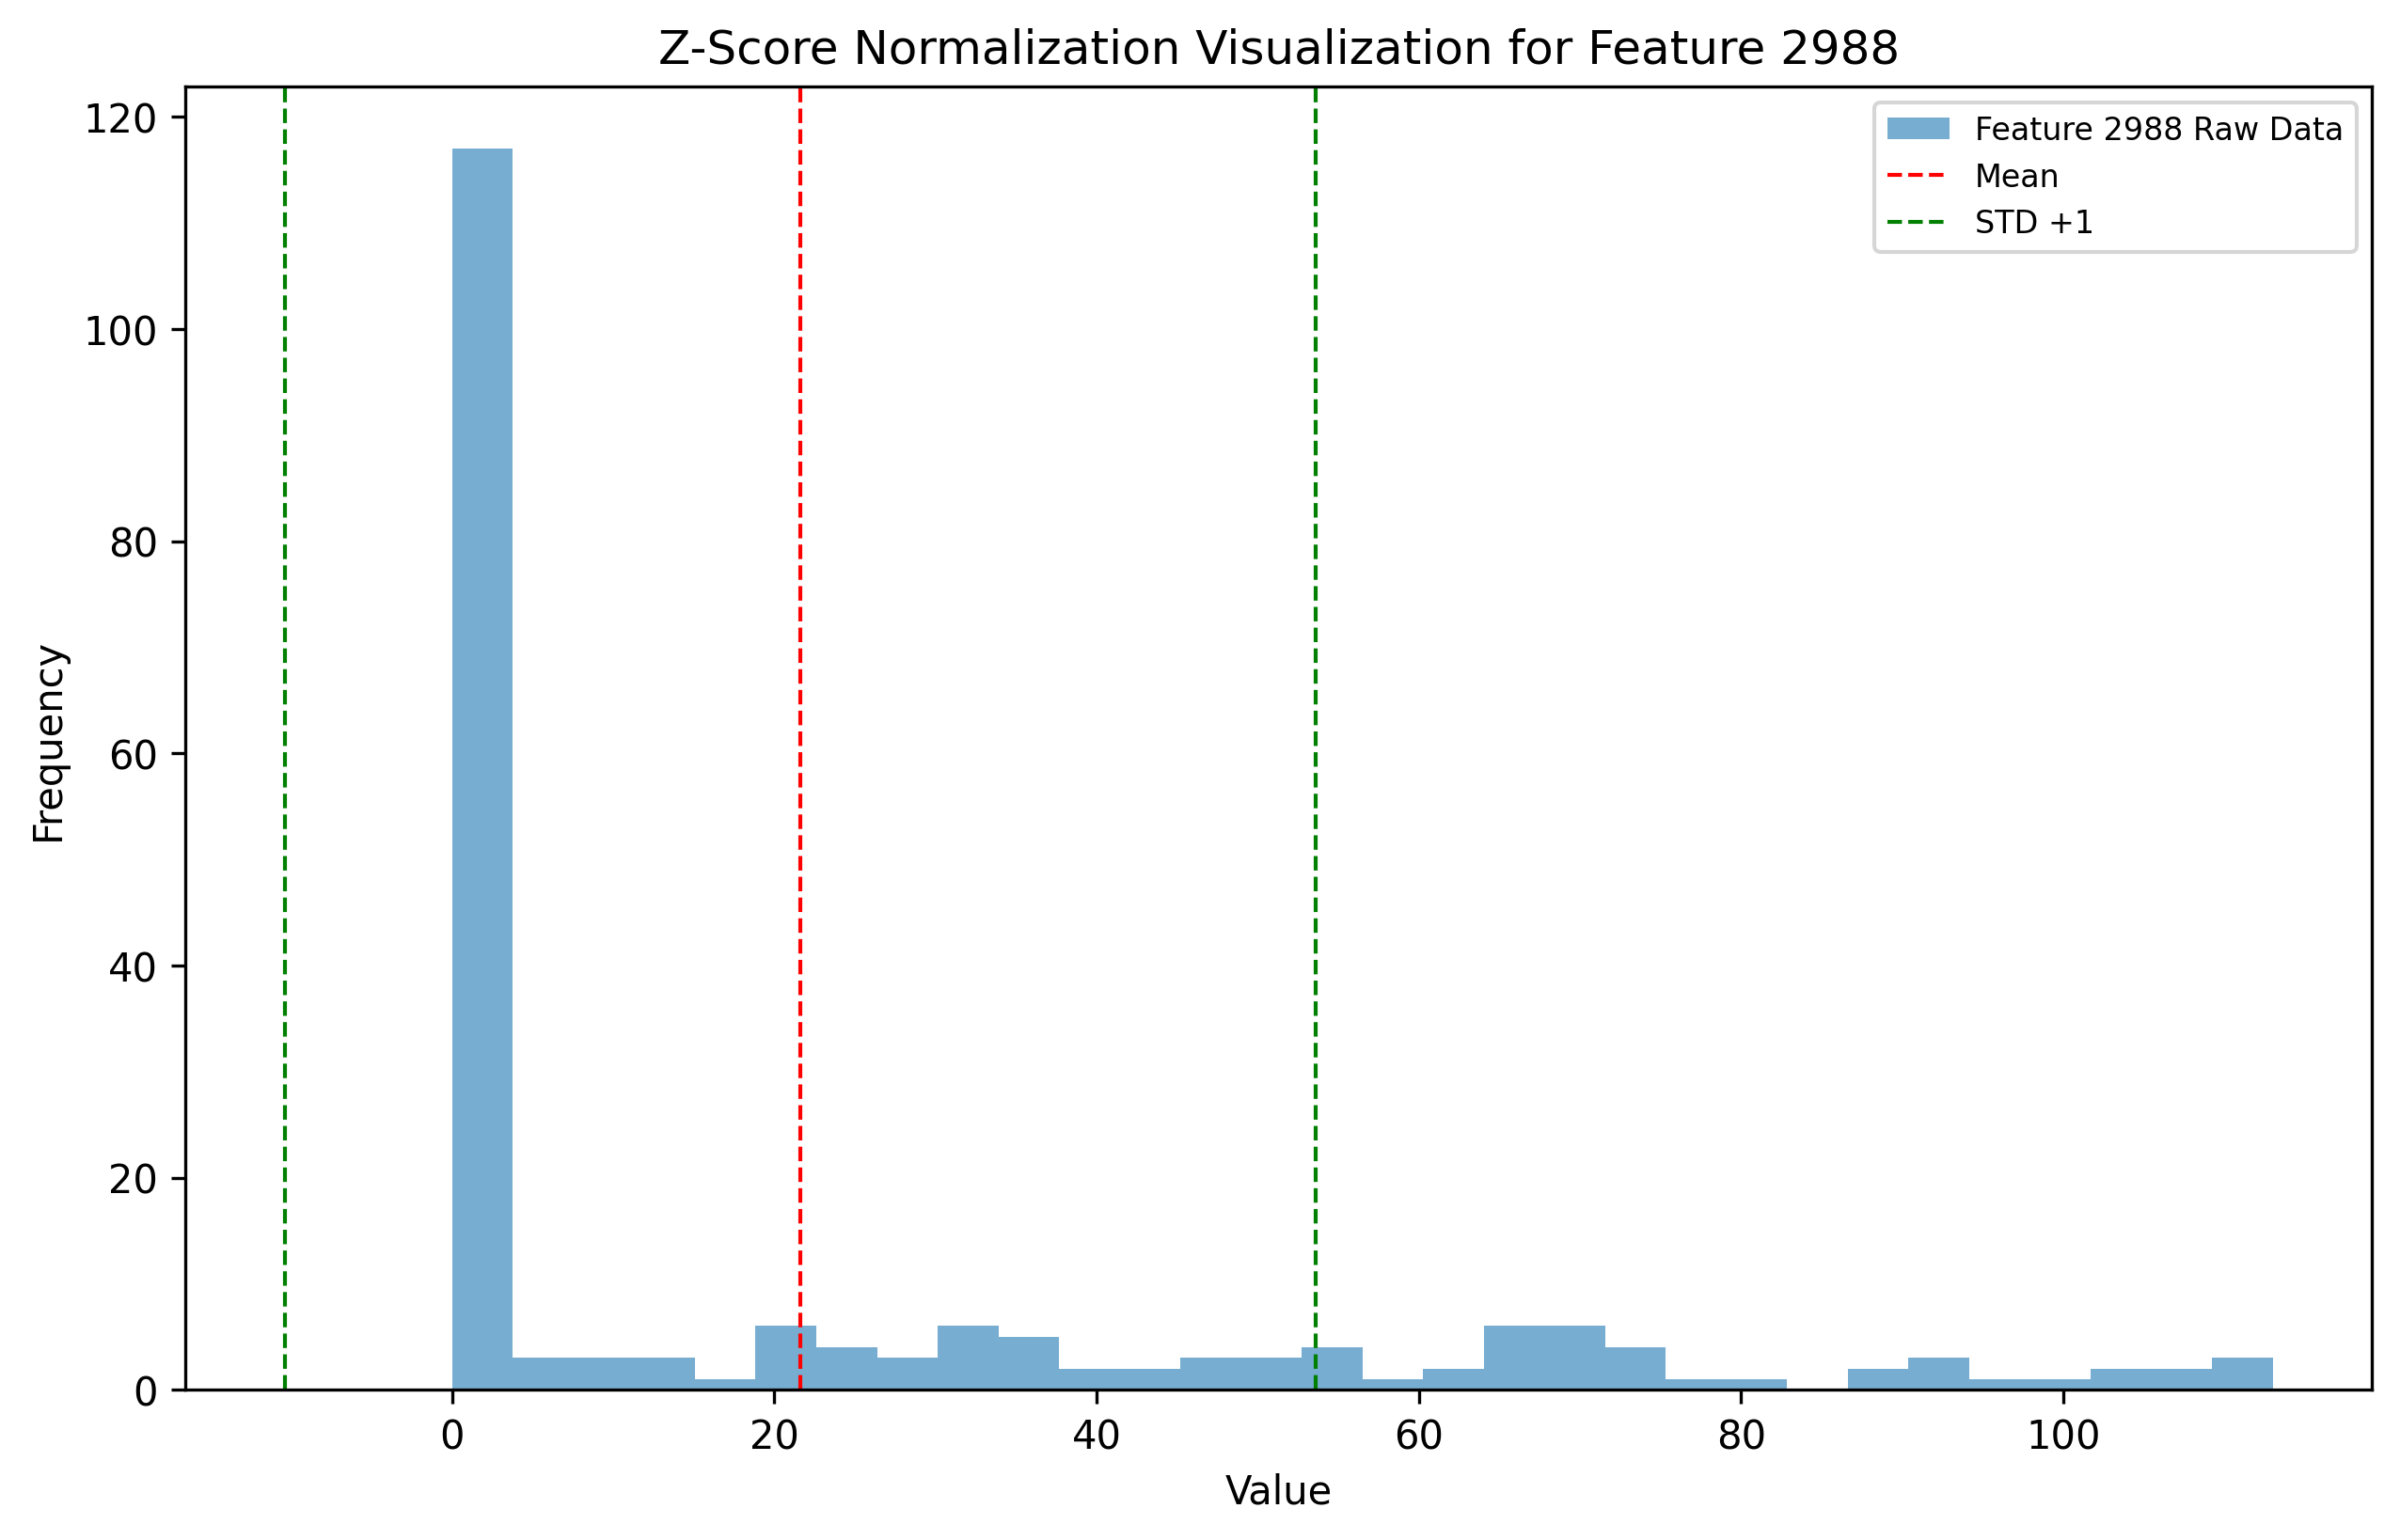 Z-Score Normalization Visualization for Feature 2988
120
100
80
60
40
20
0
Frequency
Feature 2988 Raw Data
Mean
STD +1
0 20 40 60 80 100
Value